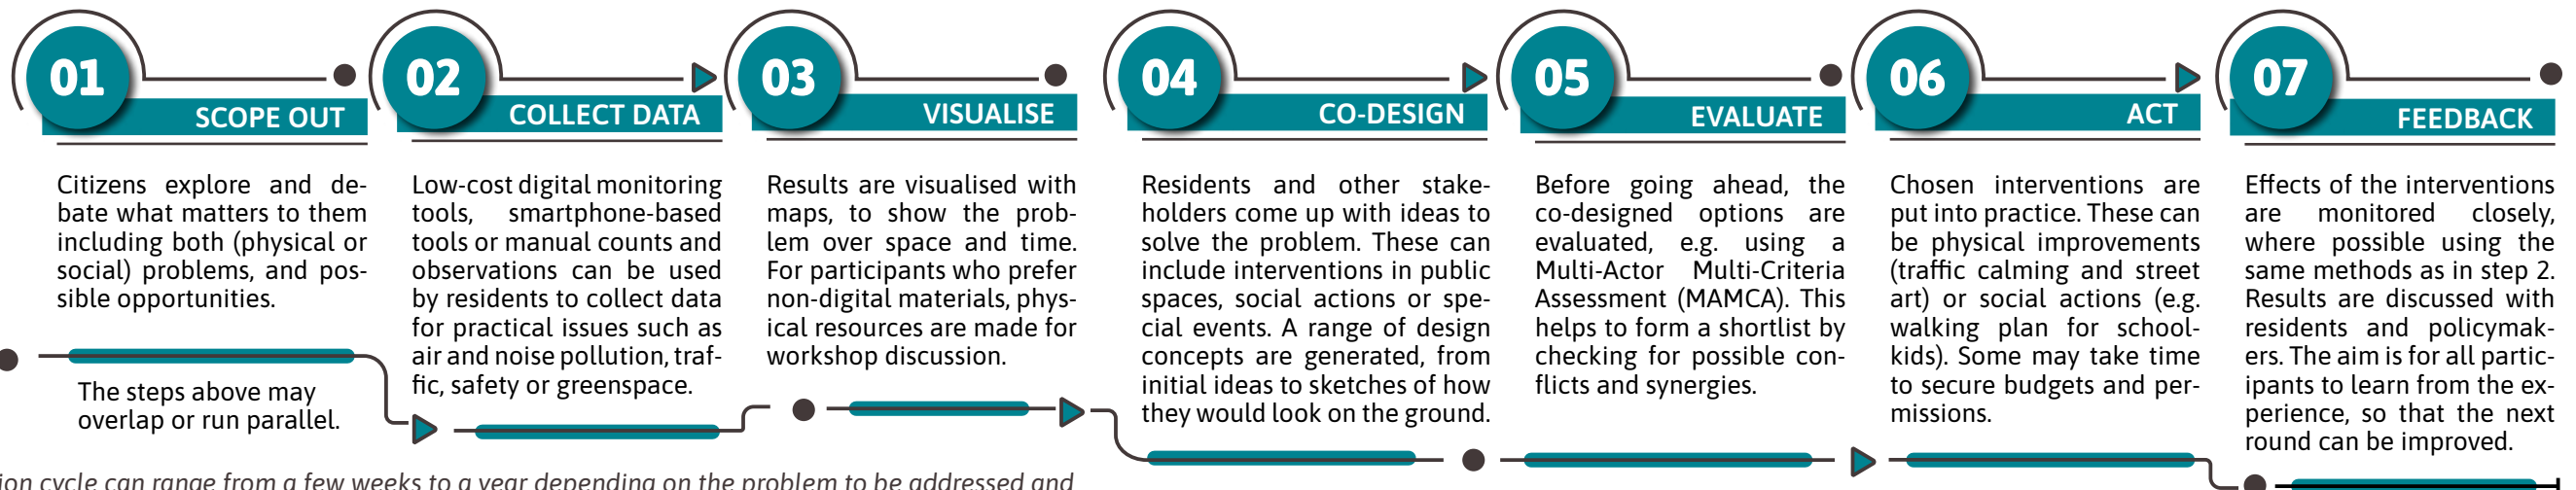 01
SCOPE OUT
Citizens explore and de-
bate what matters to them
including both (physical or
social) problems, and pos-
sible opportunities.
The steps above may
overlap or run parallel.
02
COLLECT DATA
Low-cost digital monitoring
tools, smartphone-based
tools or manual counts and
observations can be used
by residents to collect data
for practical issues such as
air and noise pollution, traf-
fic, safety or greenspace.
03
VISUALISE
Results are visualised with
maps, to show the prob-
lem over space and time.
For participants who prefer
non-digital materials, phys-
ical resources are made for
workshop discussion.
04
CO-DESIGN
Residents and other stake-
holders come up with ideas to
solve the problem. These can
include interventions in public
spaces, social actions or spe-
cial events. A range of design
concepts are generated, from
initial ideas to sketches of how
they would look on the ground.
05
EVALUATE
Before going ahead, the
co-designed options are
evaluated, e.g. using a
Multi-Actor Multi-Criteria
Assessment (MAMCA). This
helps to form a shortlist by
checking for possible con-
flicts and synergies.
06
ACT
Chosen interventions are
put into practice. These can
be physical improvements
(traffic calming and street
art) or social actions (e.g.
walking plan for school-
kids). Some may take time
to secure budgets and per-
missions.
07
FEEDBACK
Effects of the interventions
are monitored closely,
where possible using the
same methods as in step 2.
Results are discussed with
residents and policymak-
ers. The aim is for all partic-
ipants to learn from the ex-
perience, so that the next
round can be improved.
ion cycle can range from a few weeks to a year depending on the problem to be addressed and